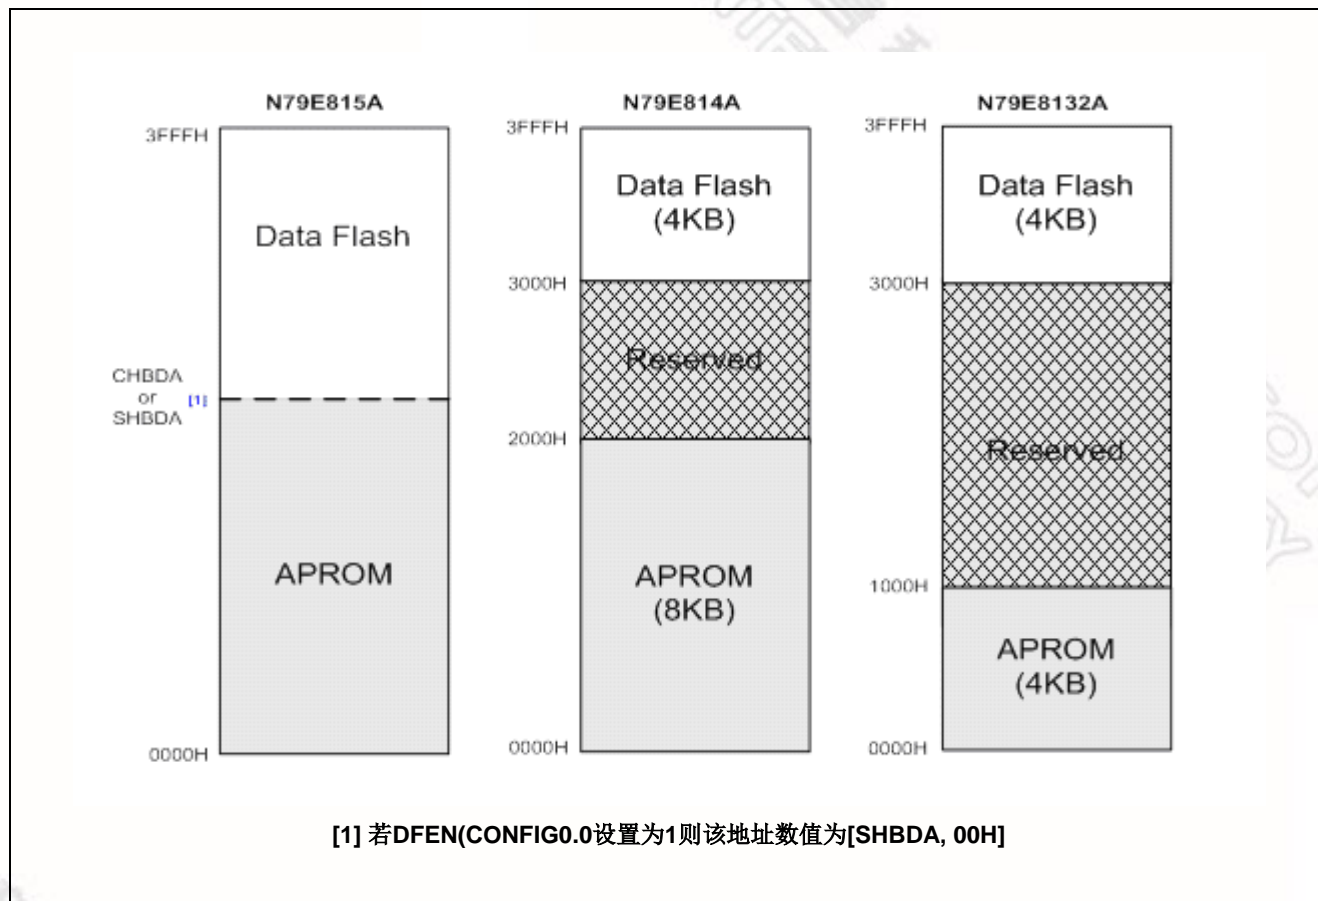 N79E815A
3FFFH
Data Flash
CHBDA
or
SHBDA
[1]
APROM
0000H
N79E814A
3FFFH
Data Flash
(4KB)
3000H
Reserved
2000H
APROM
(8KB)
0000H
N79E8132A
3FFFH
Data Flash
(4KB)
3000H
Reserved
1000H
APROM
(4KB)
0000H
[1] 若DFEN(CONFIG0.0设置为1则该地址数值为[SHBDA, 00H]